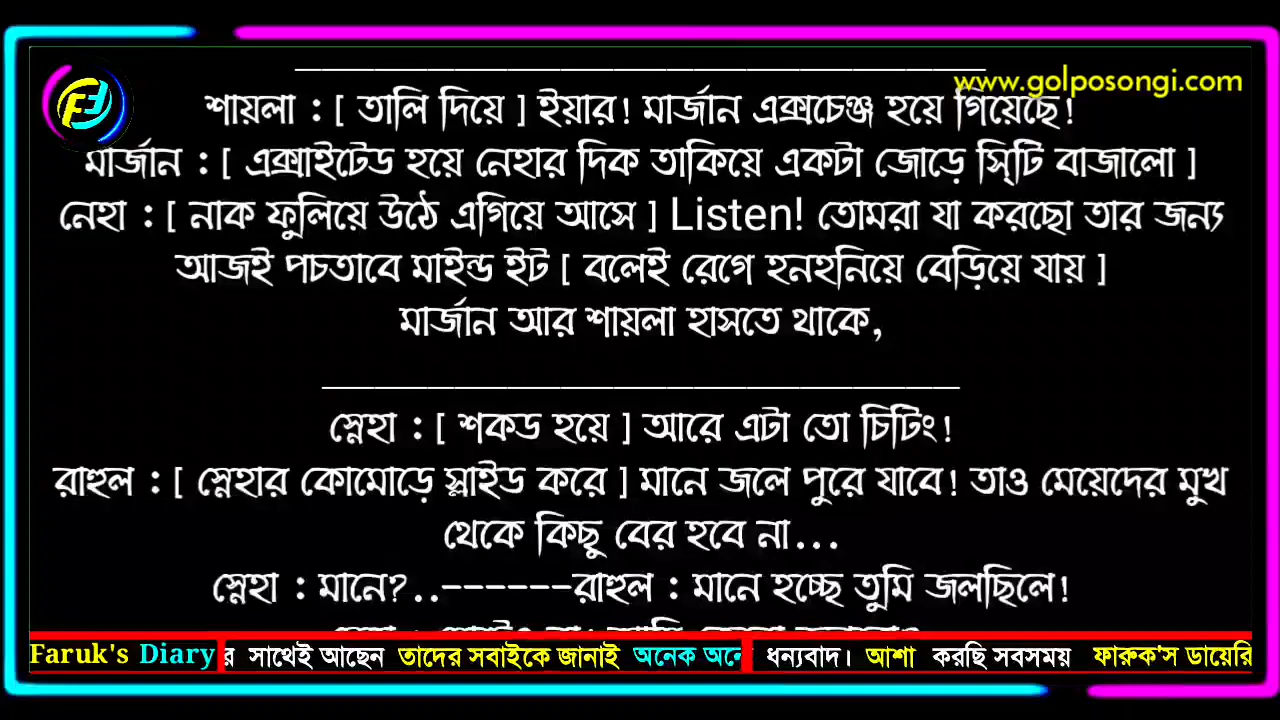 www.golposongi.com
শায়লা : [ তালি দিয়ে ] ইয়ার! মার্জান এক্সচেঞ্জ হয়ে গিয়েছে!
মার্জান : [ এক্সাইটেড হয়ে নেহার দিক তাকিয়ে একটা জোড়ে সিটি বাজালো ]
নেহা : [ নাক ফুলিয়ে উঠে এগিয়ে আসে ] Listen! তোমরা যা করছো তার জন্য
আজই পচতাবে মাইন্ড ইট [ বলেই রেগে হনহনিয়ে বেড়িয়ে যায় ]
মার্জান আর শায়লা হাসতে থাকে,
স্নেহা : [ শকড হয়ে ] আরে এটা তো চিটিং!
রাহুল : [ স্নেহার কোমোড়ে স্লাইড করে ] মানে জলে পুরে যাবে! তাও মেয়েদের মুখ
থেকে কিছু বের হবে না...
স্নেহা : মানে?..------রাহুল : মানে হচ্ছে তুমি জলছিলে!
Faruk's Diary র সাথেই আছেন তাদের সবাইকে জানাই অনেক ধন্যবাদ। আশা করছি সবসময় ফারুক'স ডায়েরি